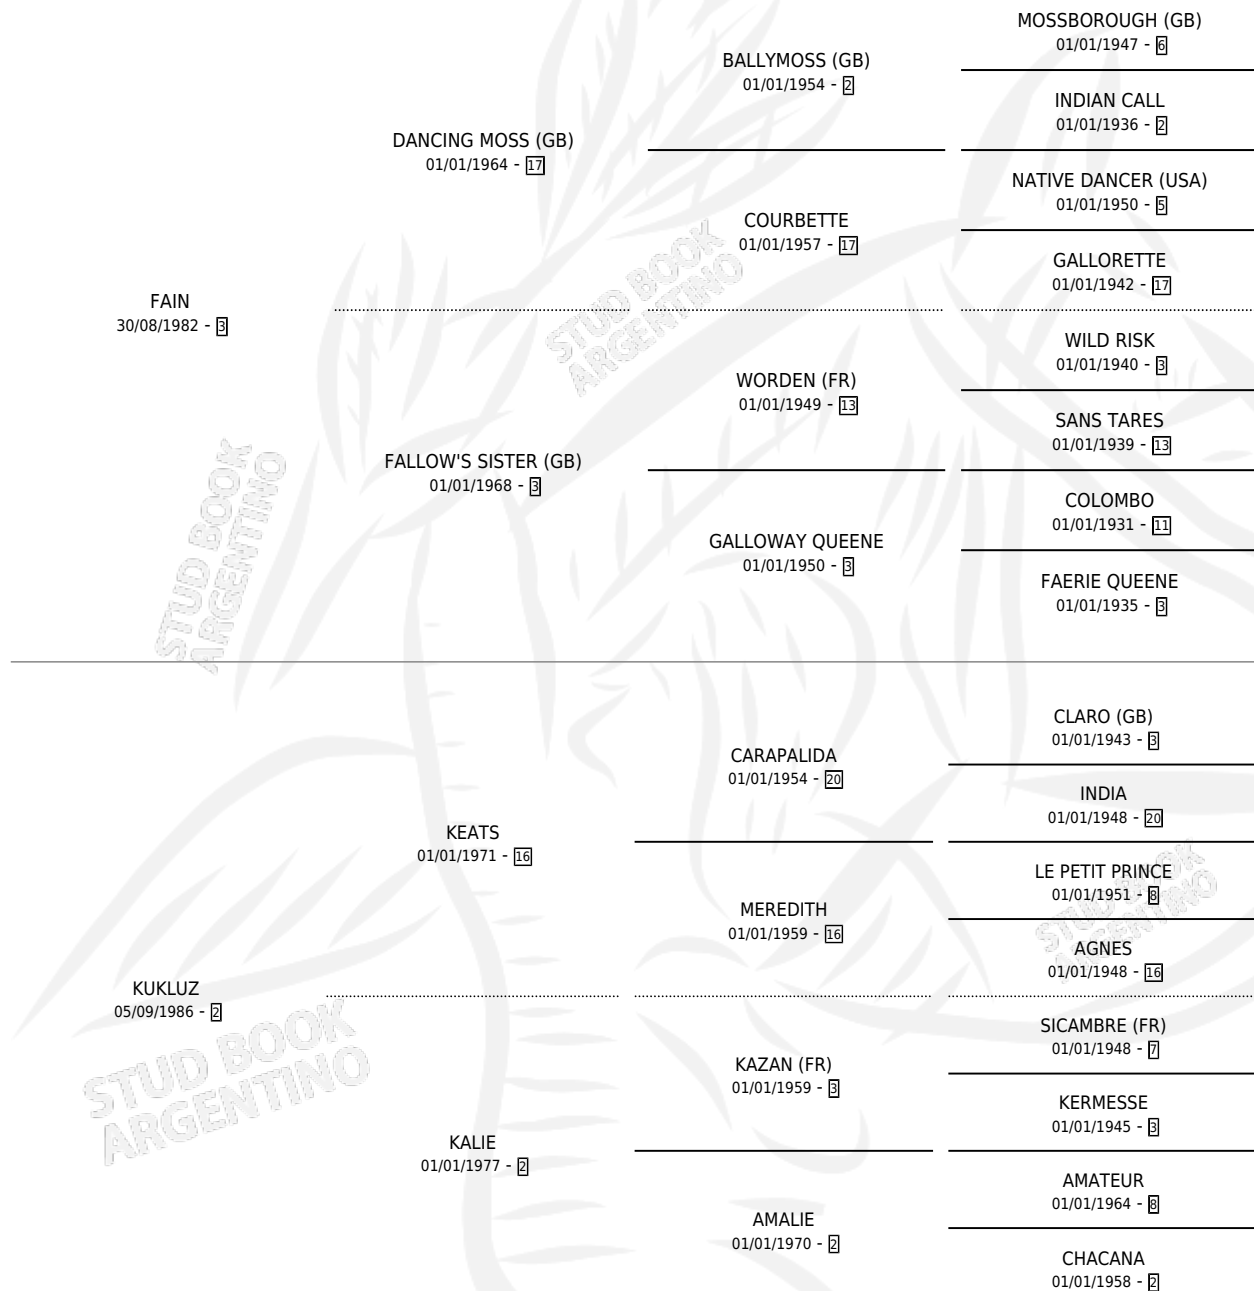 MOSSBOROUGH (GB)
01/01/1947 - 6
BALLYMOSS (GB)
01/01/1954 - 2
INDIAN CALL
01/01/1936 - 2
DANCING MOSS (GB)
01/01/1964 - 17
NATIVE DANCER (USA)
01/01/1950 - 5
COURBETTE
01/01/1957 - 17
GALLORETTE
01/01/1942 - 17
FAIN
30/08/1982 - 3
WILD RISK
01/01/1940 - 3
WORDEN (FR)
01/01/1949 - 13
SANS TARES
01/01/1939 - 13
FALLOW'S SISTER (GB)
01/01/1968 - 3
COLOMBO
01/01/1931 - 11
GALLOWAY QUEENE
01/01/1950 - 3
FAERIE QUEENE
01/01/1935 - 3
CLARO (GB)
01/01/1943 - 3
CARAPALIDA
01/01/1954 - 20
INDIA
01/01/1948 - 20
KEATS
01/01/1971 - 16
LE PETIT PRINCE
01/01/1951 - 8
MEREDITH
01/01/1959 - 16
AGNES
01/01/1948 - 16
KUKLUZ
05/09/1986 - 2
SICAMBRE (FR)
01/01/1948 - 7
KAZAN (FR)
01/01/1959 - 3
KERMESSE
01/01/1945 - 3
KALIE
01/01/1977 - 2
AMATEUR
01/01/1964 - 8
AMALIE
01/01/1970 - 2
CHACANA
01/01/1958 - 2
STUD BOOK
ARGENTINO
STUD BOOK
ARGENTINO
STUD BOOK
ARGENTINO
STUD BOOK
ARGENTINO